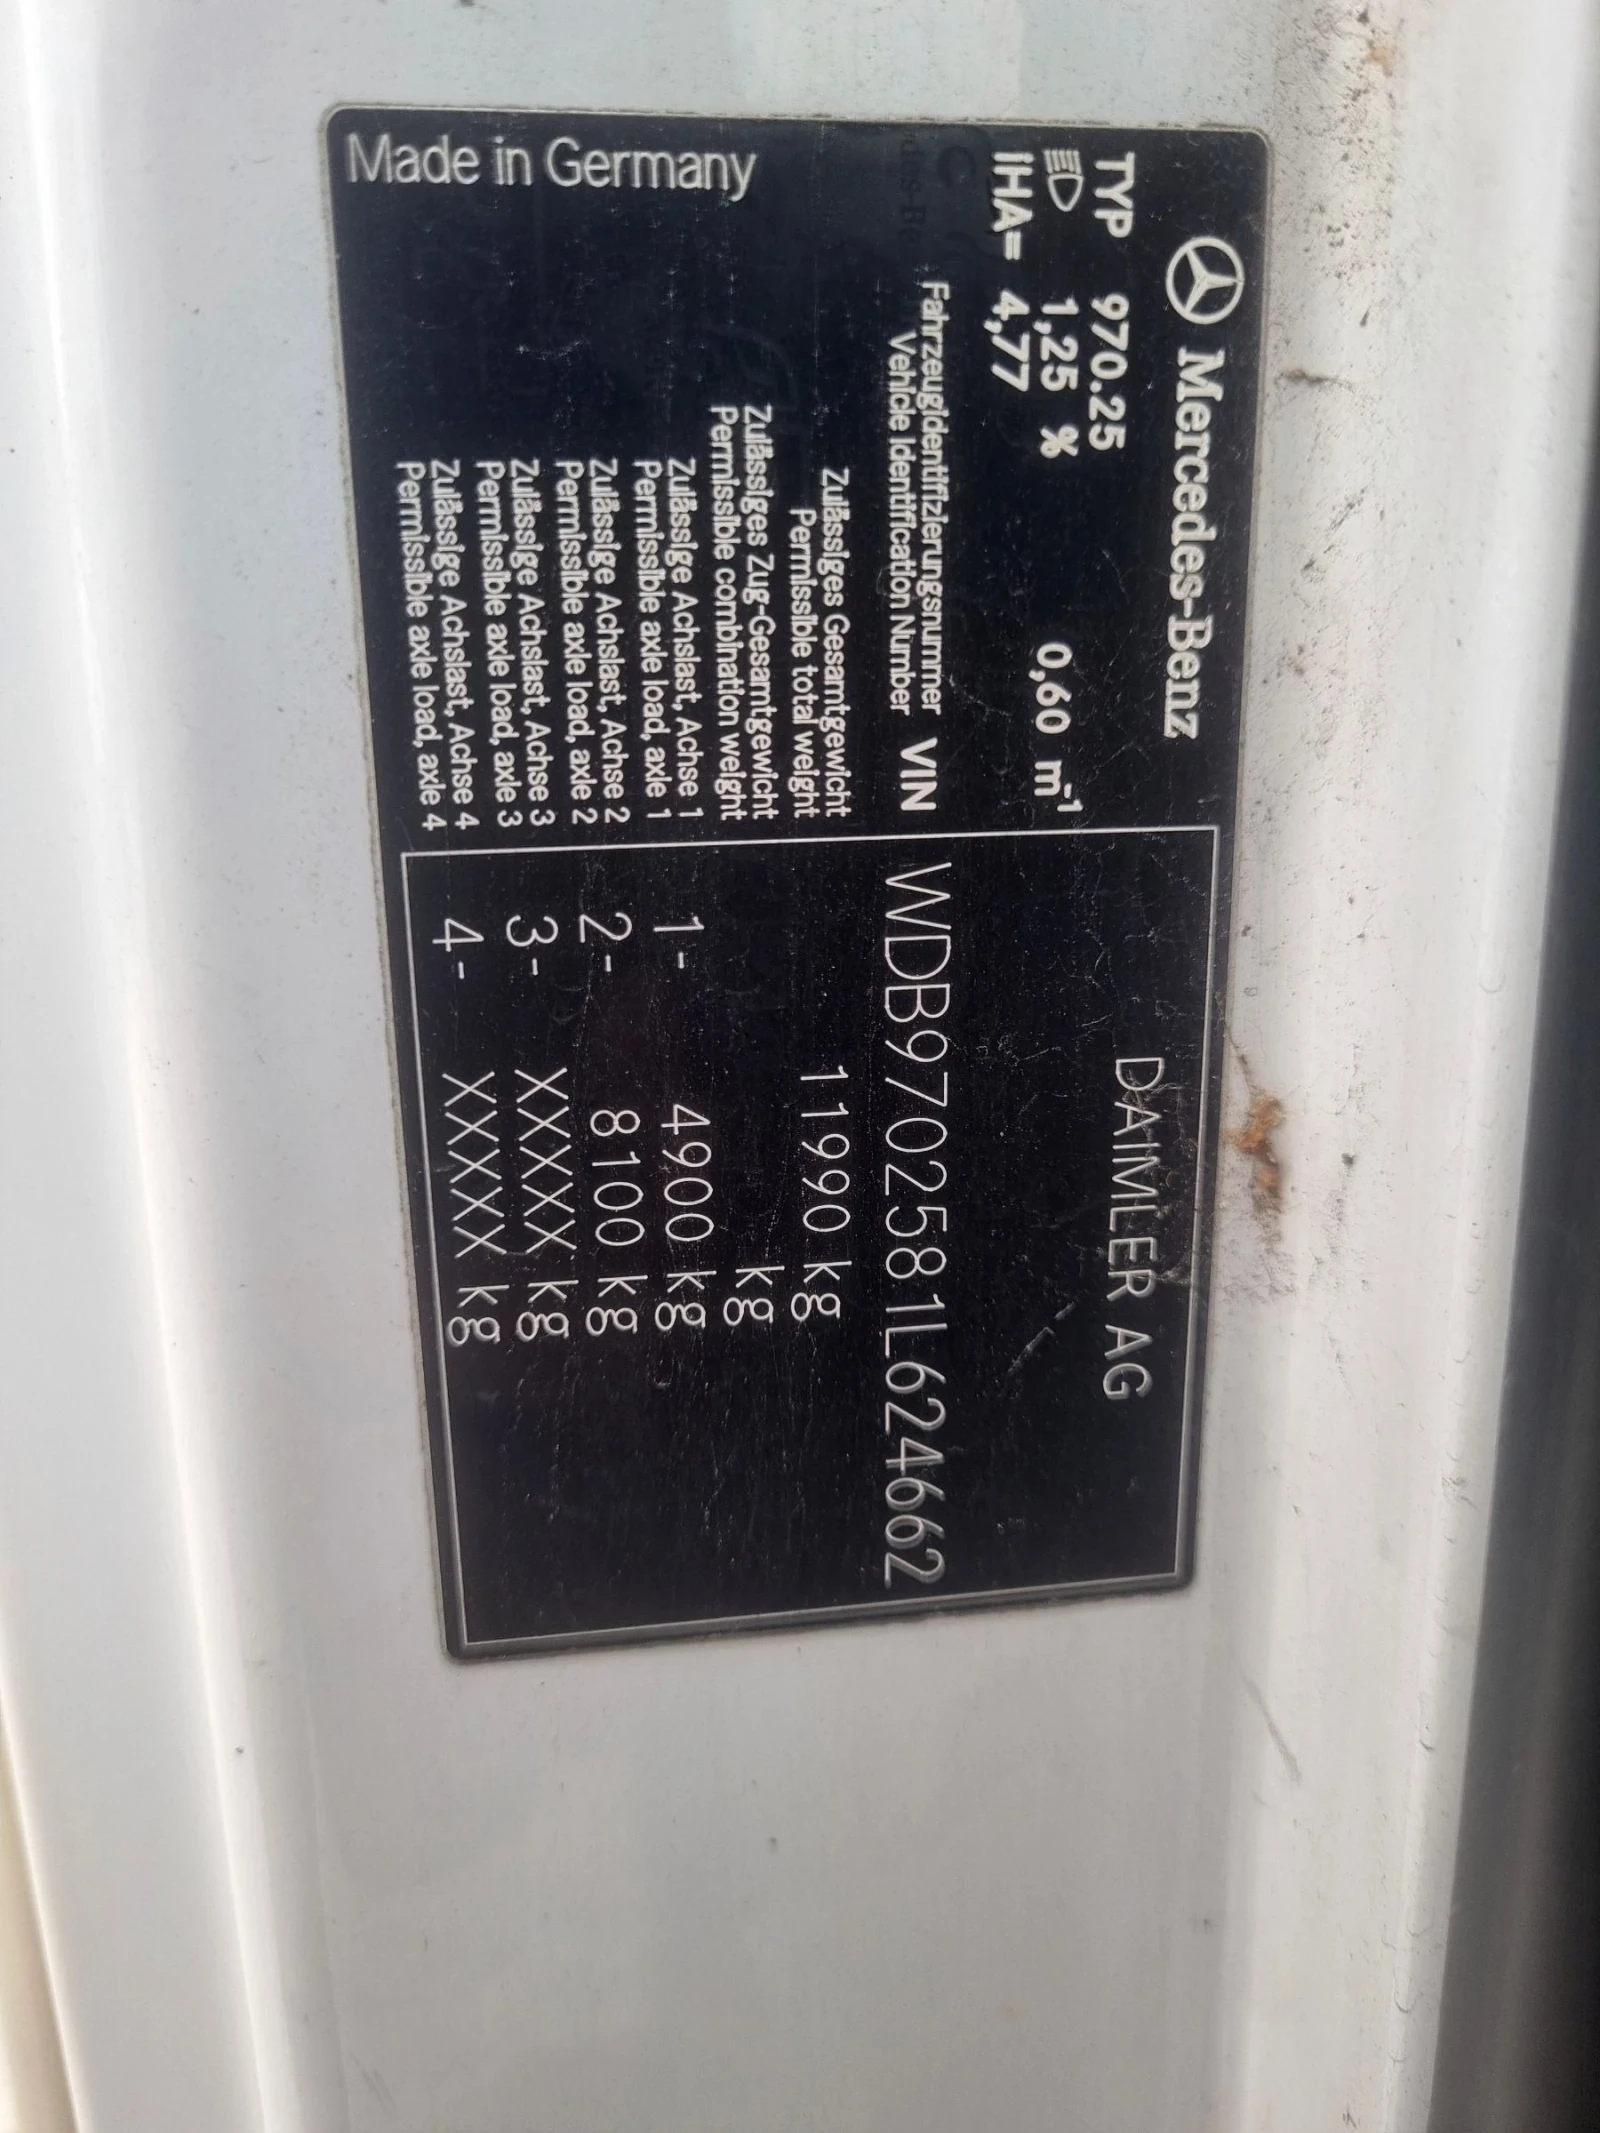 Mercedes-Benz
TYP 970.25
1,25 % 0,60 m⁻¹
iHA= 4,77
DAIMLER AG
Fahrzeugidentifizierungsnummer
Vehicle Identification Number
VIN WDB9702581L624662
Zulässiges Gesamtgewicht
Permissible total weight
11990 kg
Zulässiges Zug-Gesamtgewicht
Permissible combination weight
kg
Zulässige Achslast, Achse 1
Permissible axle load, axle 1
1- 4900 kg
Zulässige Achslast, Achse 2
Permissible axle load, axle 2
2- 8100 kg
Zulässige Achslast, Achse 3
Permissible axle load, axle 3
3- XXXXX kg
Zulässige Achslast, Achse 4
Permissible axle load, axle 4
4- XXXXX kg
Made in Germany